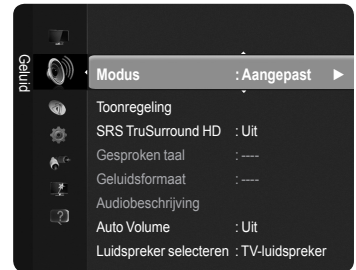 Geluid
Modus : Aangepast
Toonregeling
SRS TruSurround HD : Uit
Gesproken taal : ----
Geluidsformaat : ----
Audiobeschrijving
Auto Volume : Uit
Luidspreker selecteren : TV-luidspreker